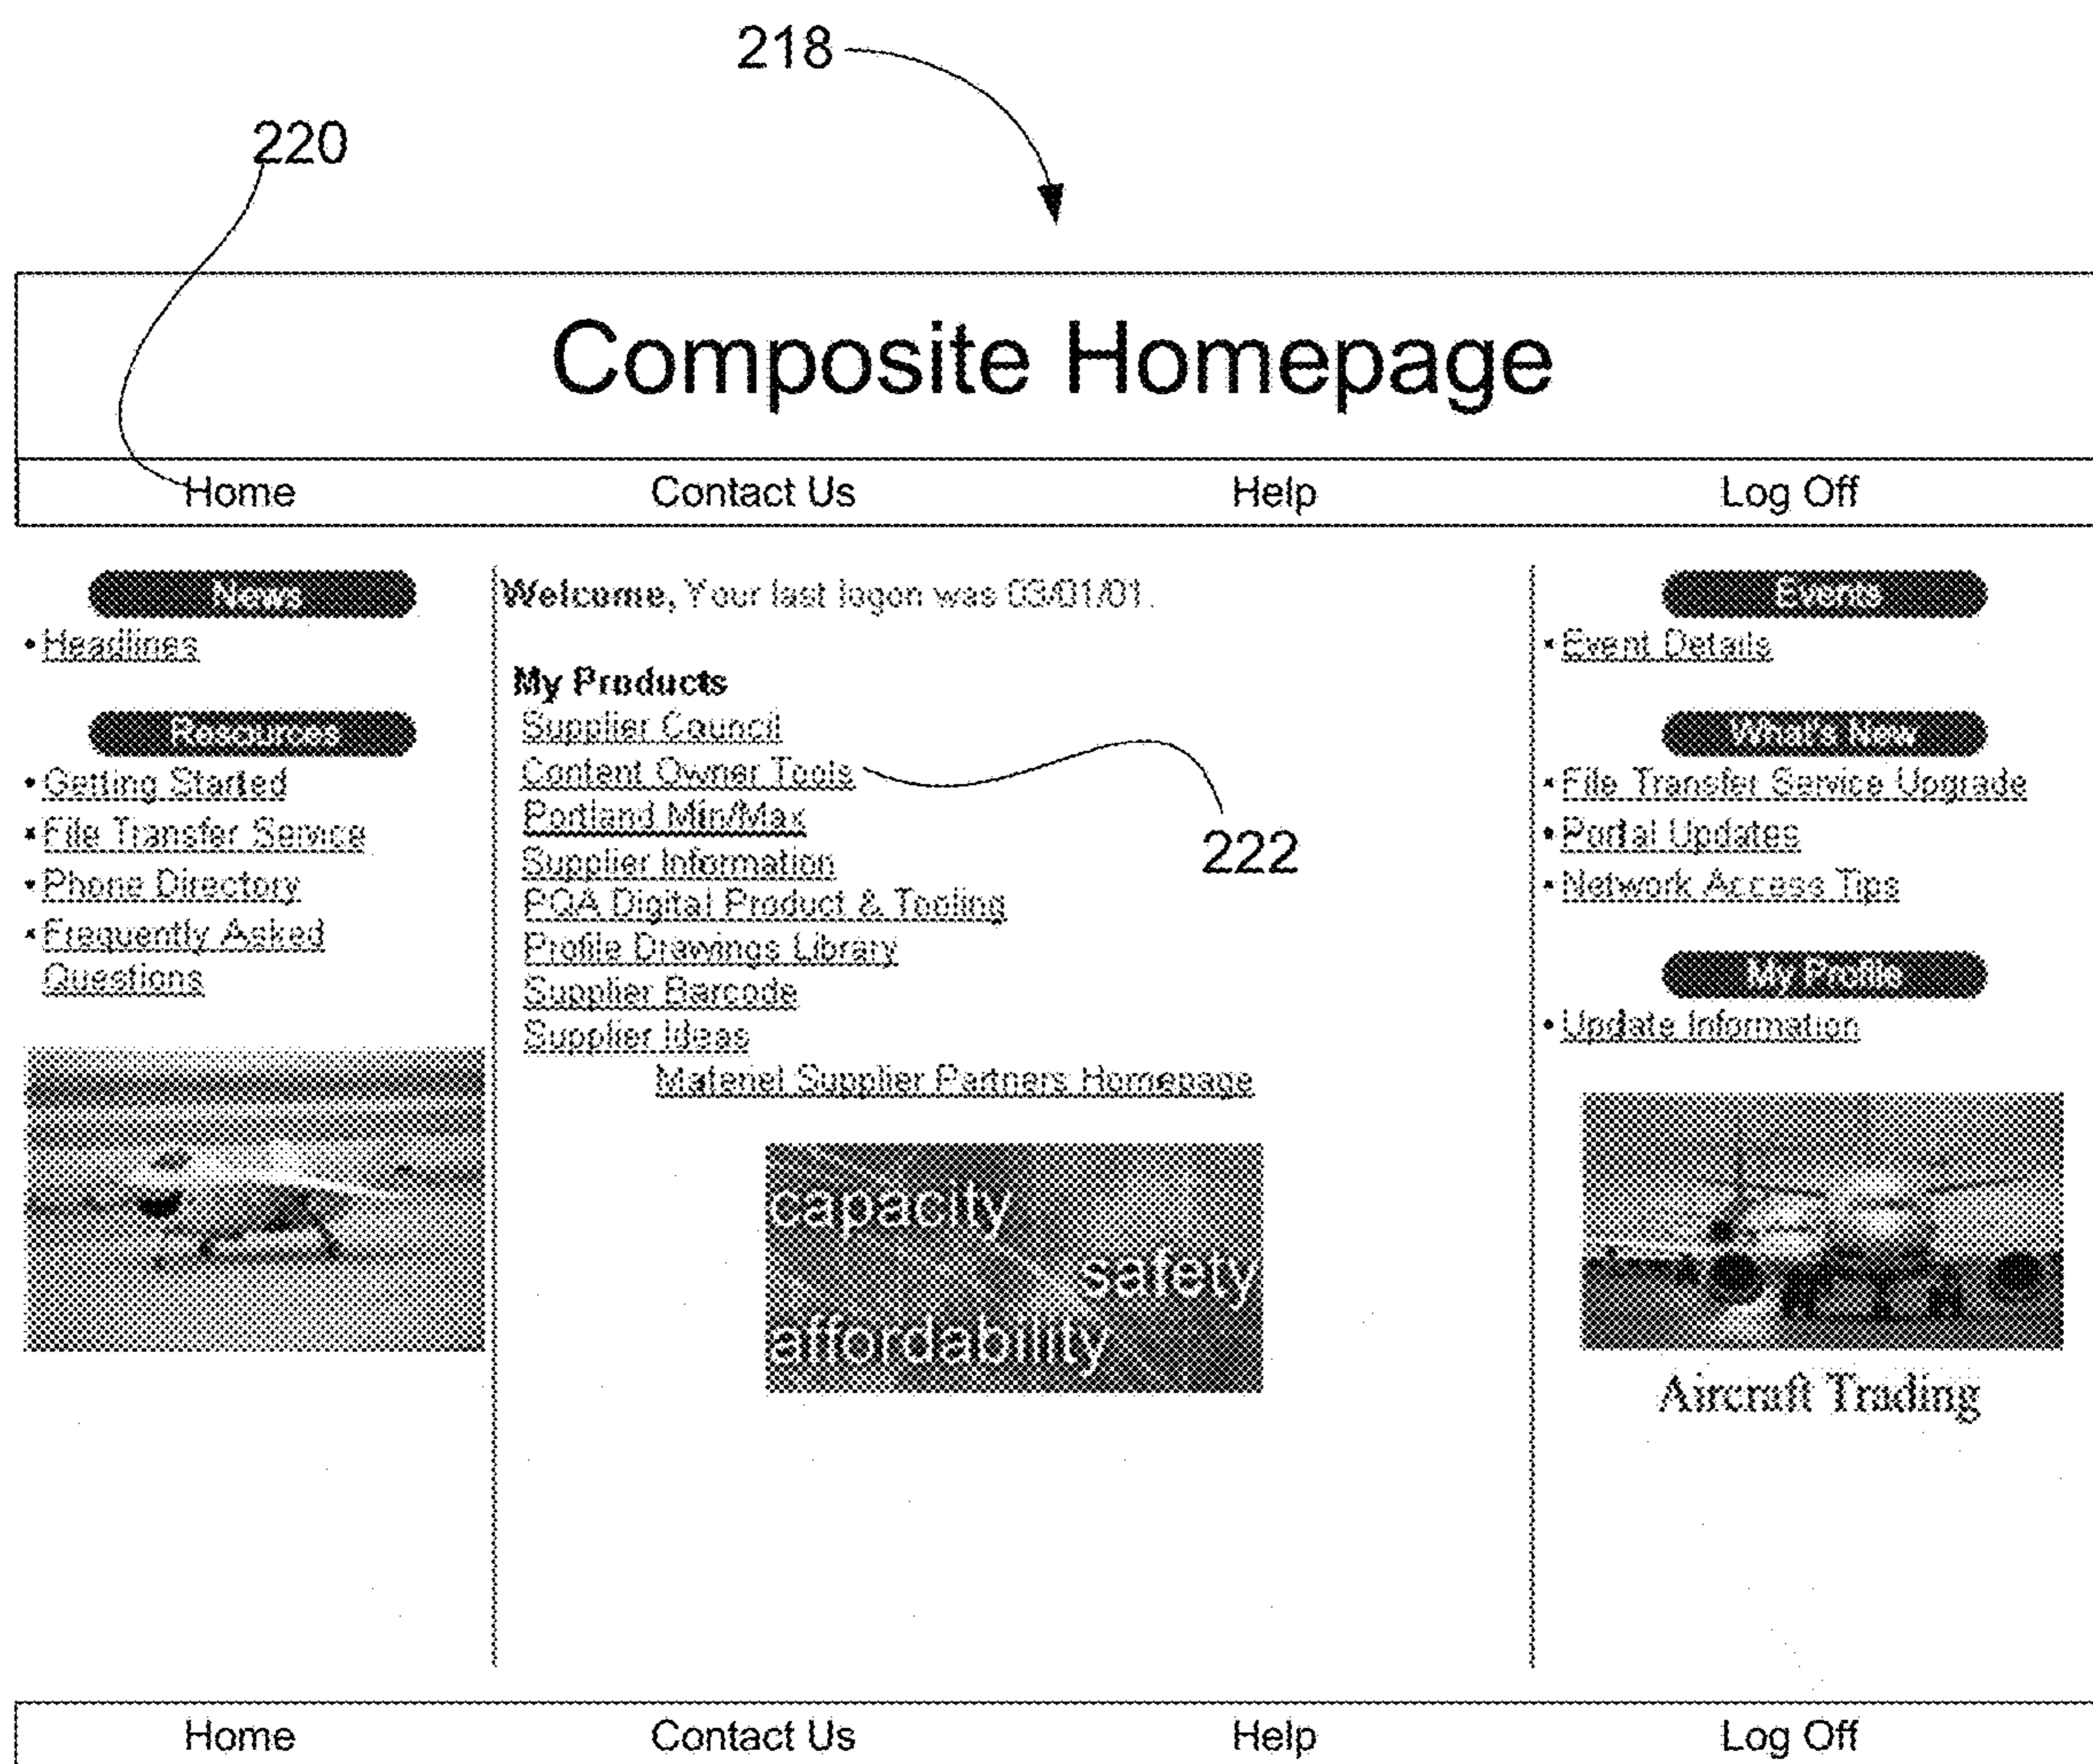 218
220
Composite Homepage
Home Contact Us Help Log Off
News
• Headlines
Resources
• Getting Started
• File Transfer Service
• Phone Directory
• Frequently Asked
Questions
Welcome, Your last logon was 03/01/01.
My Products
Supplier Council
Content Owner Tools
Portland Min/Max
Supplier Information
PQA Digital Product & Tooling
Profile Drawings Library
Supplier Barcode
Supplier Ideas
Materiel Supplier Partners Homepage
222
capacity
safety
affordability
Events
• Event Details
What's New
• File Transfer Service Upgrade
• Portal Updates
• Network Access Tips
My Profile
• Update Information
Aircraft Trading
Home Contact Us Help Log Off